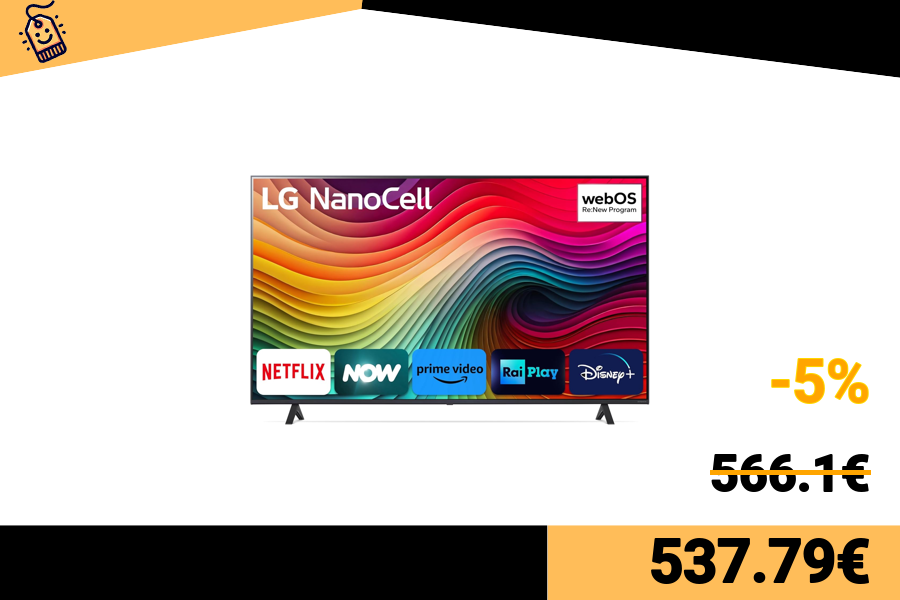 LG NanoCell
webOS
Re:New Program
NETFLIX
NOW
prime video
Rai Play
Disney+
-5%
566.1€
537.79€